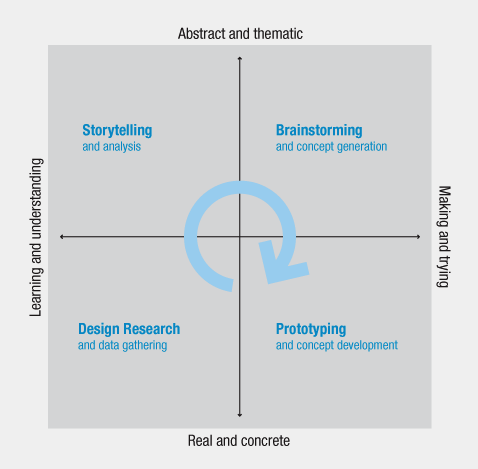 Abstract and thematic
Storytelling
and analysis
Brainstorming
and concept generation
Learning and understanding
Making and trying
Design Research
and data gathering
Prototyping
and concept development
Real and concrete